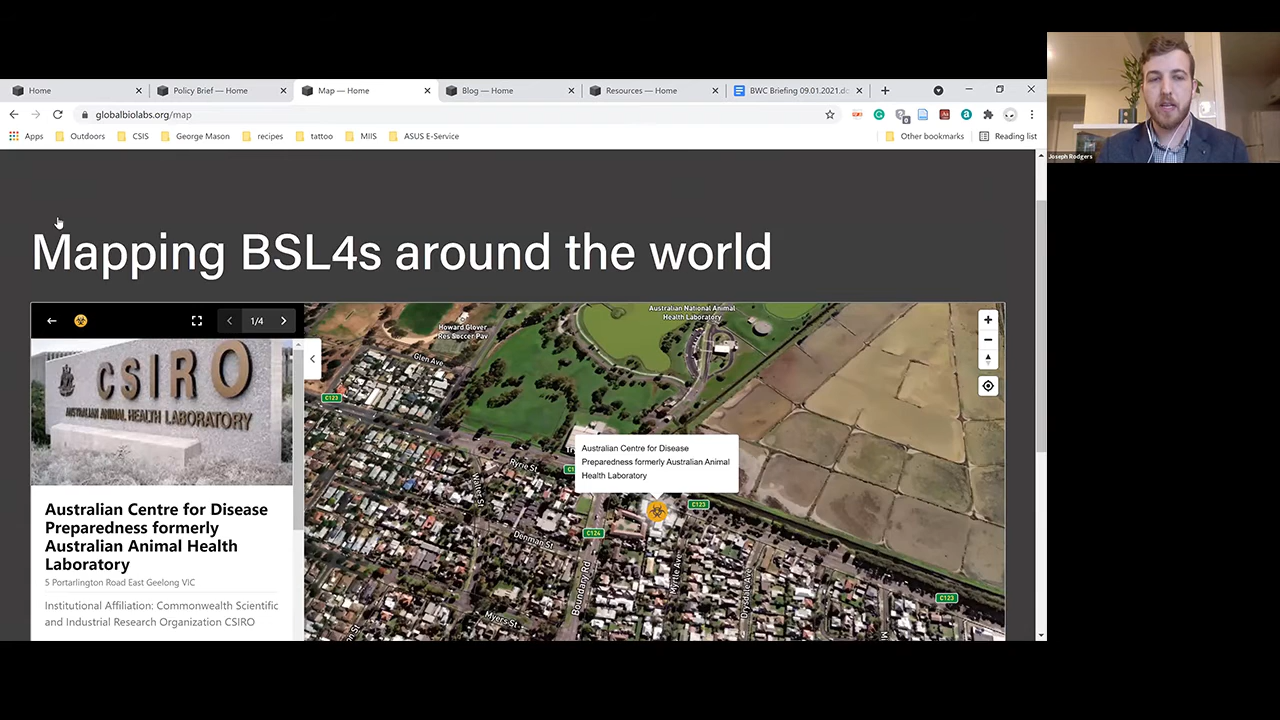 Home
Policy Brief — Home
Map — Home
Blog — Home
Resources — Home
BWC Briefing 09.01.2021.dc
globalbiolabs.org/map
Apps
Outdoors
CSIS
George Mason
recipes
tattoo
MIIS
ASUS E-Service
Other bookmarks
Reading list
Joseph Rodgers
Mapping BSL4s around the world
1/4
CSIRO
AUSTRALIAN ANIMAL HEALTH LABORATORY
Australian Centre for Disease
Preparedness formerly
Australian Animal Health
Laboratory
5 Portarlington Road East Geelong VIC
Institutional Affiliation: Commonwealth Scientific
and Industrial Research Organization CSIRO
Australian National Animal
Health Laboratory
Howard Glover
Res Soccer Pav
Glen Ave
C123
Australian Centre for Disease
Preparedness formerly Australian Animal
Health Laboratory
Ryrie St
C123
C124
Denman St
Boundary Rd
Myrtle Ave
Drysdale Ave
C123
Myers St